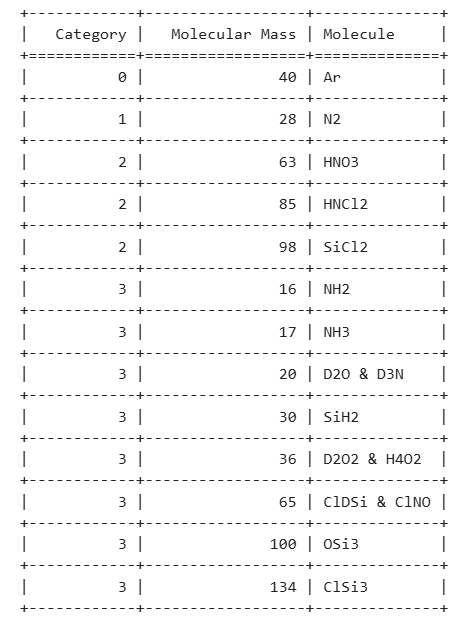 +------------+------------------+-------------+
|   Category |   Molecular Mass | Molecule    |
+============+==================+=============+
|          0 |               40 | Ar          |
+------------+------------------+-------------+
|          1 |               28 | N2          |
+------------+------------------+-------------+
|          2 |               63 | HNO3        |
+------------+------------------+-------------+
|          2 |               85 | HNCl2       |
+------------+------------------+-------------+
|          2 |               98 | SiCl2       |
+------------+------------------+-------------+
|          3 |               16 | NH2         |
+------------+------------------+-------------+
|          3 |               17 | NH3         |
+------------+------------------+-------------+
|          3 |               20 | D2O & D3N   |
+------------+------------------+-------------+
|          3 |               30 | SiH2        |
+------------+------------------+-------------+
|          3 |               36 | D2O2 & H4O2 |
+------------+------------------+-------------+
|          3 |               65 | ClDSi & ClNO |
+------------+------------------+-------------+
|          3 |              100 | OSi3        |
+------------+------------------+-------------+
|          3 |              134 | ClSi3       |
+------------+------------------+-------------+